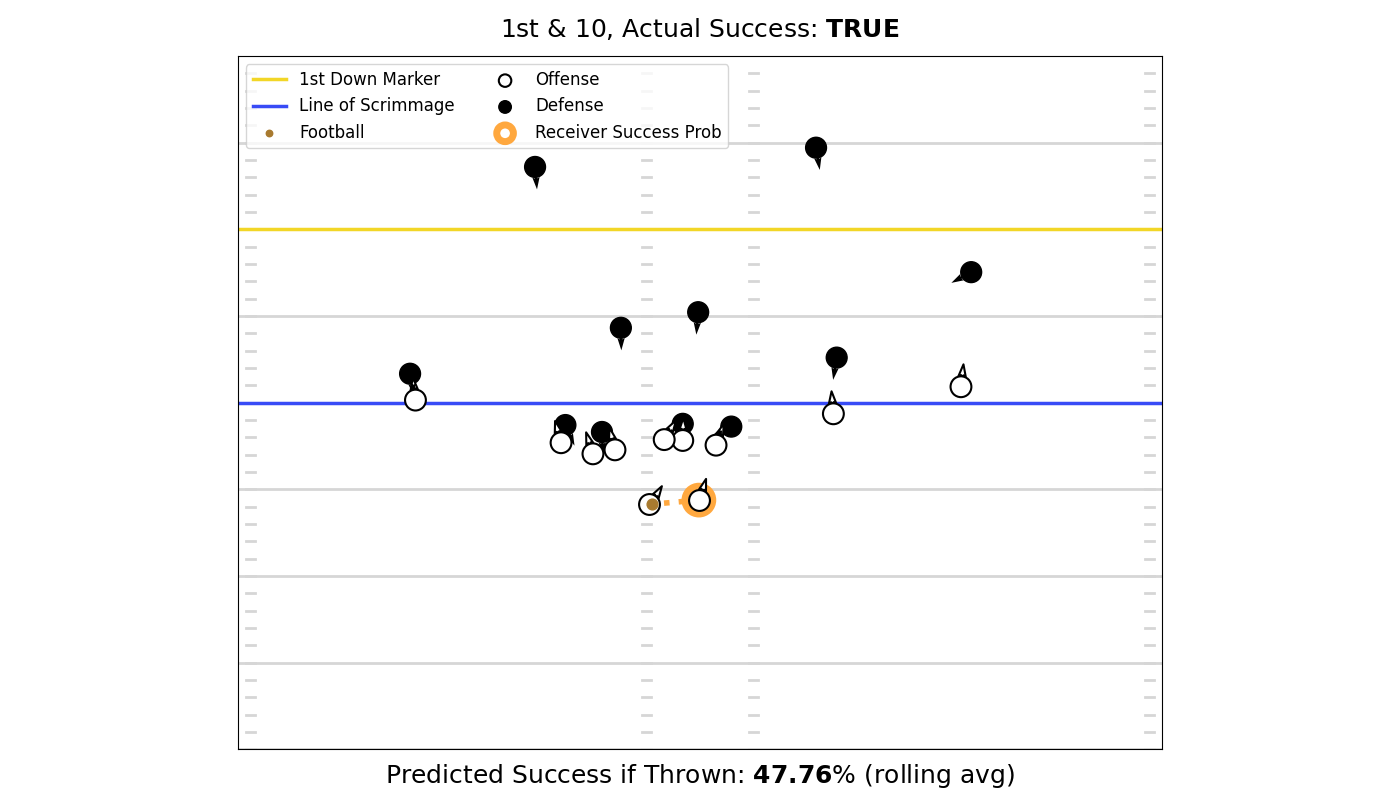 1st & 10, Actual Success: TRUE
1st Down Marker
Line of Scrimmage
Football
Offense
Defense
Receiver Success Prob
Predicted Success if Thrown: 47.76% (rolling avg)